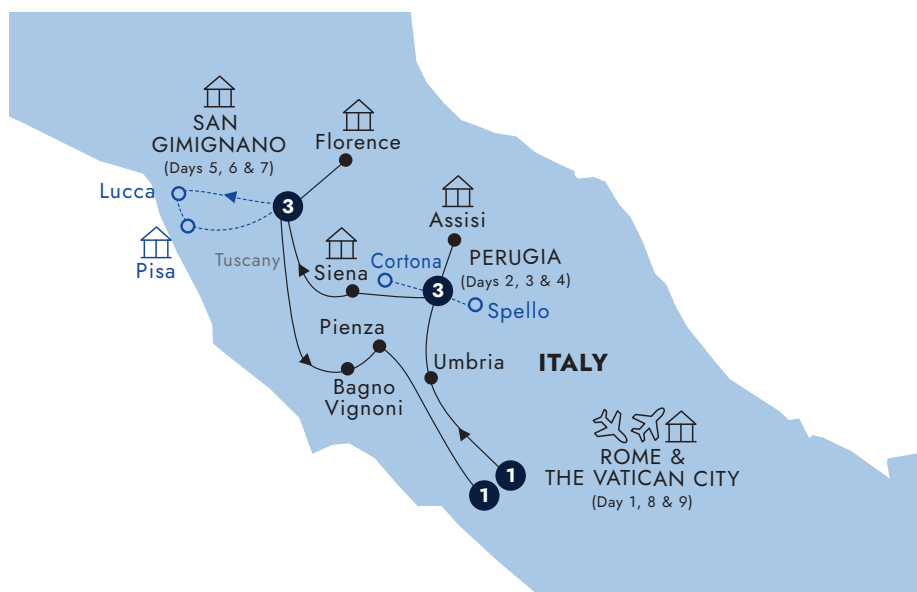 SAN
GIMIGNANO
(Days 5, 6 & 7)
Florence
Lucca
3
Assisi
Pisa
Tuscany
Siena
Cortona
PERUGIA
(Days 2, 3 & 4)
3
Spello
Pienza
Umbria
ITALY
Bagno
Vignoni
ROME &
THE VATICAN CITY
(Day 1, 8 & 9)
1
1